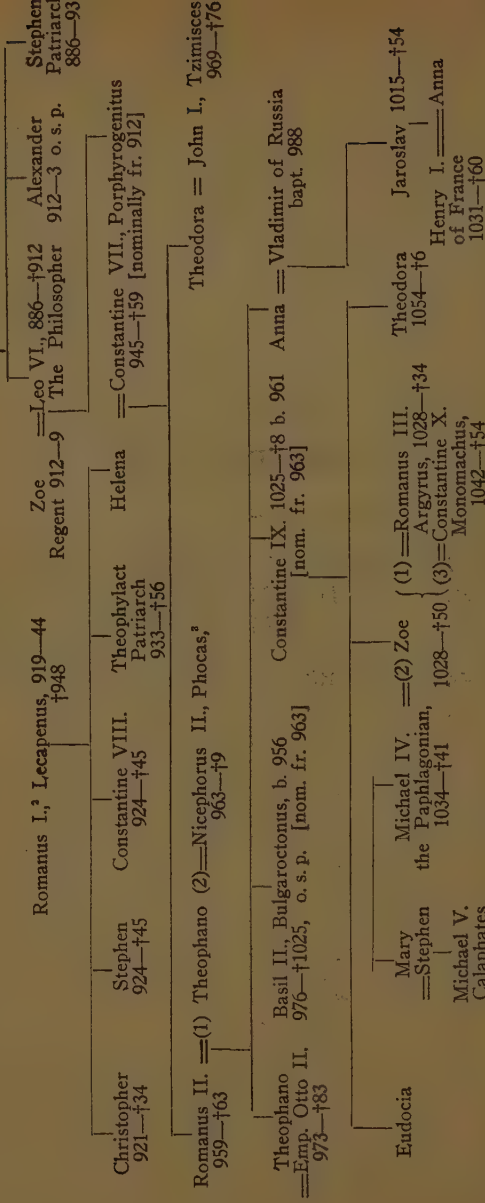 Stephen
Patriarch
886—93
Alexander
912—3 o. s. p.
Zoe ==Leo VI., 886—†912
Regent 912—9 The Philosopher
Romanus I.,² Lecapenus, 919—44
†948
Christopher
921—†34
Stephen
924—†45
Constantine VIII.
924—†45
Theophylact
Patriarch
933—†56
Helena ==Constantine VII., Porphyrogenitus
945—†59 [nominally fr. 912]
Romanus II. ==(1) Theophano (2)==Nicephorus II., Phocas,²
959—†63 963—†9
Theodora = John I., Tzimisces
969—†76
Theophano
==Emp. Otto II.
973—†83
Basil II., Bulgaroctonus, b. 956
976—†1025, o. s. p. [nom. fr. 963]
Constantine IX. 1025—†8 b. 961
[nom. fr. 963]
Anna == Vladimir of Russia
bapt. 988
Eudocia
Mary
==Stephen
Michael V.
Calaphates
Michael IV. ==(2) Zoe
the Paphlagonian, 1028—†50
1034—†41
(1)==Romanus III.
Argyrus, 1028—†34
(3)==Constantine X.
Monomachus,
1042—†54
Theodora
1054—†6
Jaroslav 1015—†54
Henry I. ==Anna
of France
1031—†60